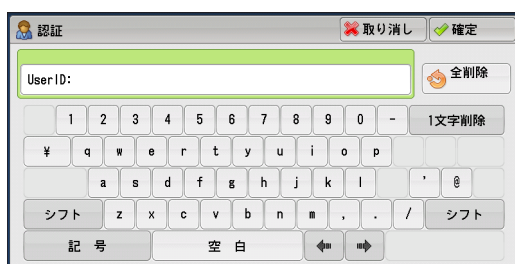 認証 取り消し 確定
UserID: 全削除
1 2 3 4 5 6 7 8 9 0 - 1文字削除
¥ q w e r t y u i o p
a s d f g h j k l ' @
シフト z x c v b n m , . / シフト
記号 空白